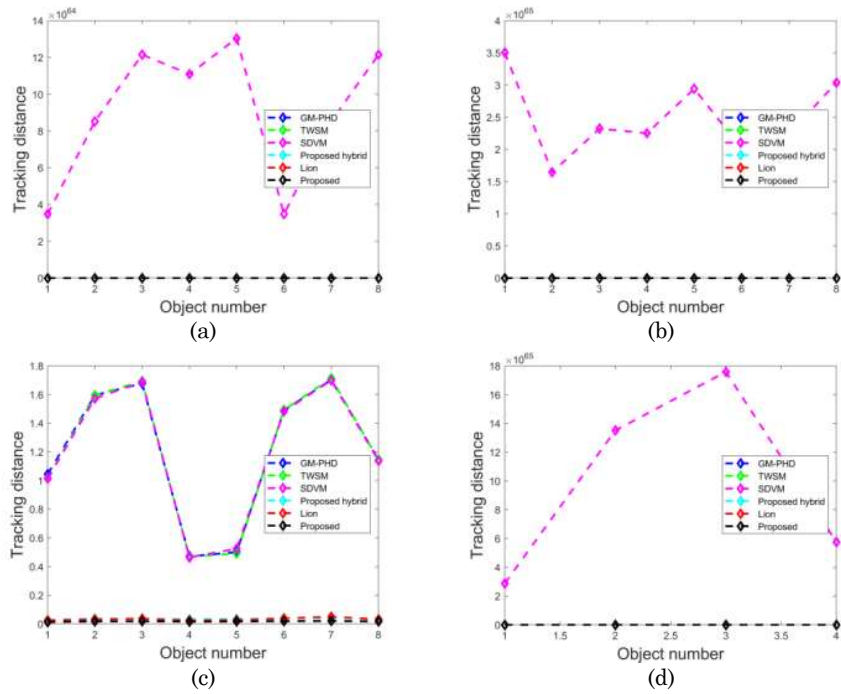 ×10^64
14
12
10
8
6
4
2
0
Tracking distance
GM-PHD
TWSM
SDVM
Proposed hybrid
Lion
Proposed
1 2 3 4 5 6 7 8
Object number
(a)
×10^65
4
3.5
3
2.5
2
1.5
1
0.5
0
Tracking distance
GM-PHD
TWSM
SDVM
Proposed hybrid
Lion
Proposed
1 2 3 4 5 6 7 8
Object number
(b)
1.8
1.6
1.4
1.2
1
0.8
0.6
0.4
0.2
0
Tracking distance
GM-PHD
TWSM
SDVM
Proposed hybrid
Lion
Proposed
1 2 3 4 5 6 7 8
Object number
(c)
×10^65
18
16
14
12
10
8
6
4
2
0
Tracking distance
GM-PHD
TWSM
SDVM
Proposed hybrid
Lion
Proposed
1 1.5 2 2.5 3 3.5 4
Object number
(d)